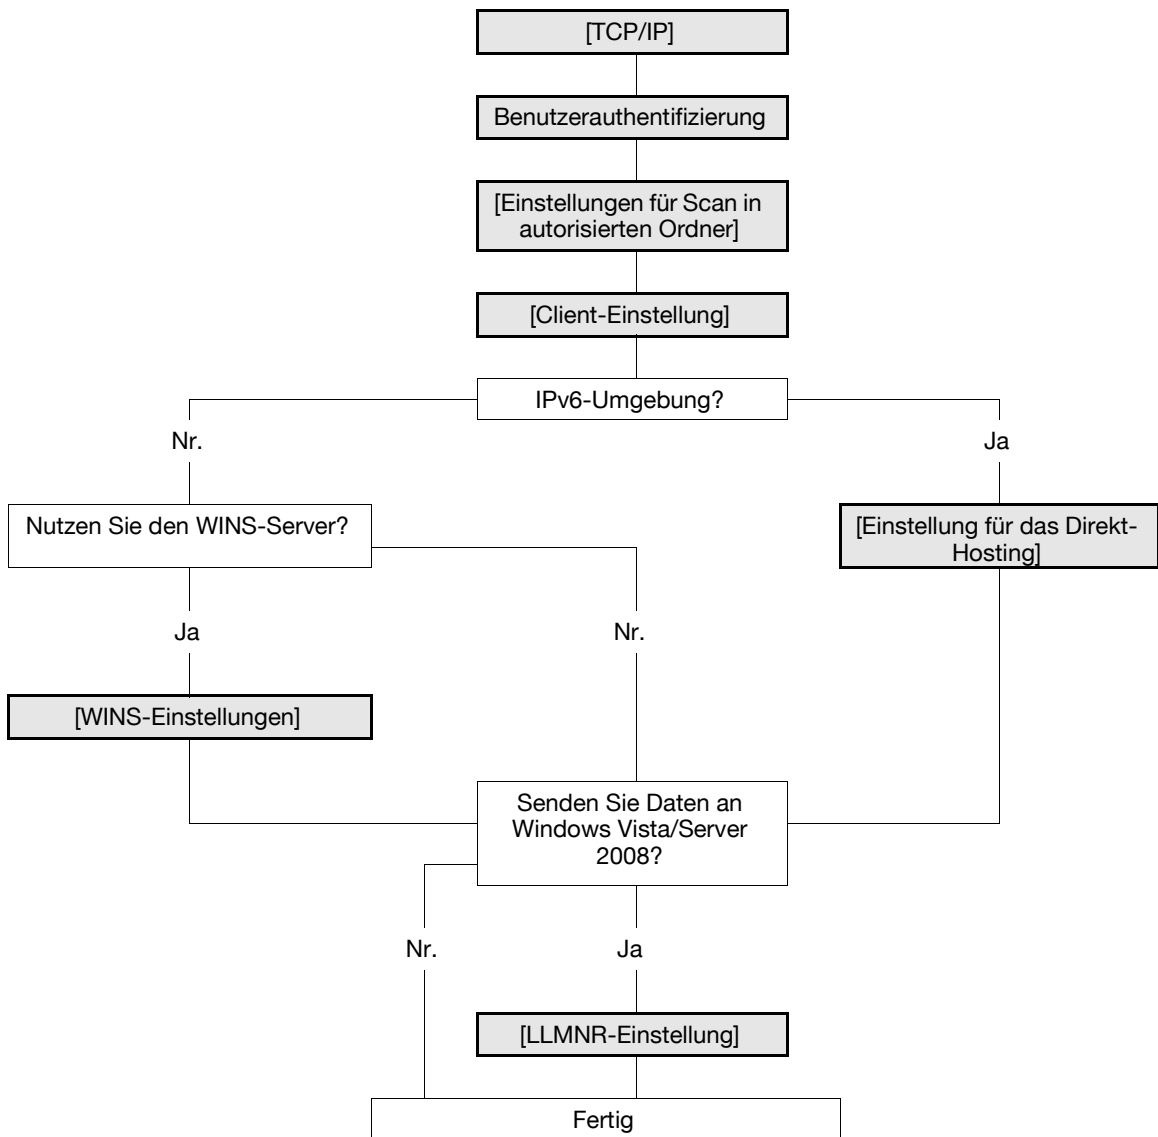 [TCP/IP]
Benutzerauthentifizierung
[Einstellungen für Scan in
autorisierten Ordner]
[Client-Einstellung]
IPv6-Umgebung?
Nr.
Ja
Nutzen Sie den WINS-Server?
[Einstellung für das Direkt-
Hosting]
Ja
Nr.
[WINS-Einstellungen]
Senden Sie Daten an
Windows Vista/Server
2008?
Nr.
Ja
[LLMNR-Einstellung]
Fertig